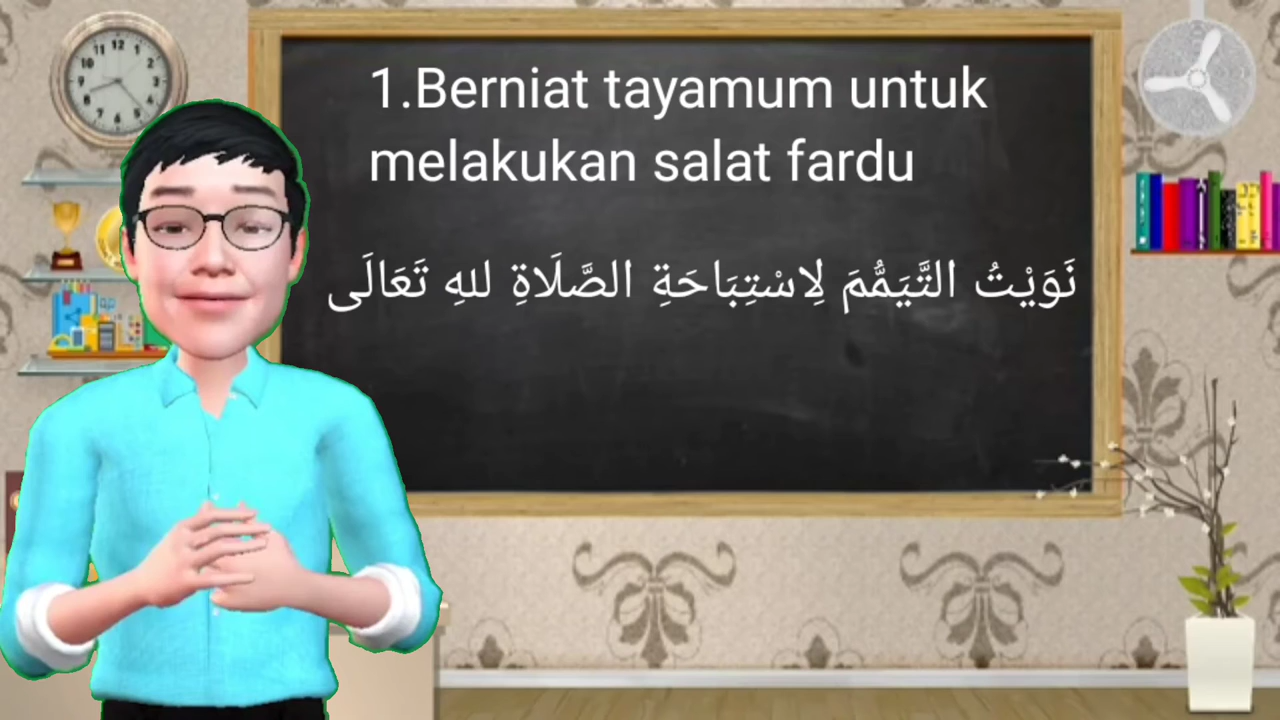 1.Berniat tayamum untuk
melakukan salat fardu
نَوَيْتُ التَّيَمُّمَ لِاسْتِبَاحَةِ الصَّلَاةِ للهِ تَعَالَى